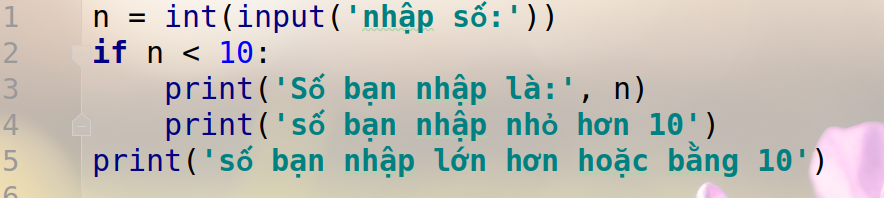 1 n = int(input('nhập số:'))
2 if n < 10:
3     print('Số bạn nhập là:', n)
4     print('số bạn nhập nhỏ hơn 10')
5 print('số bạn nhập lớn hơn hoặc bằng 10')
6